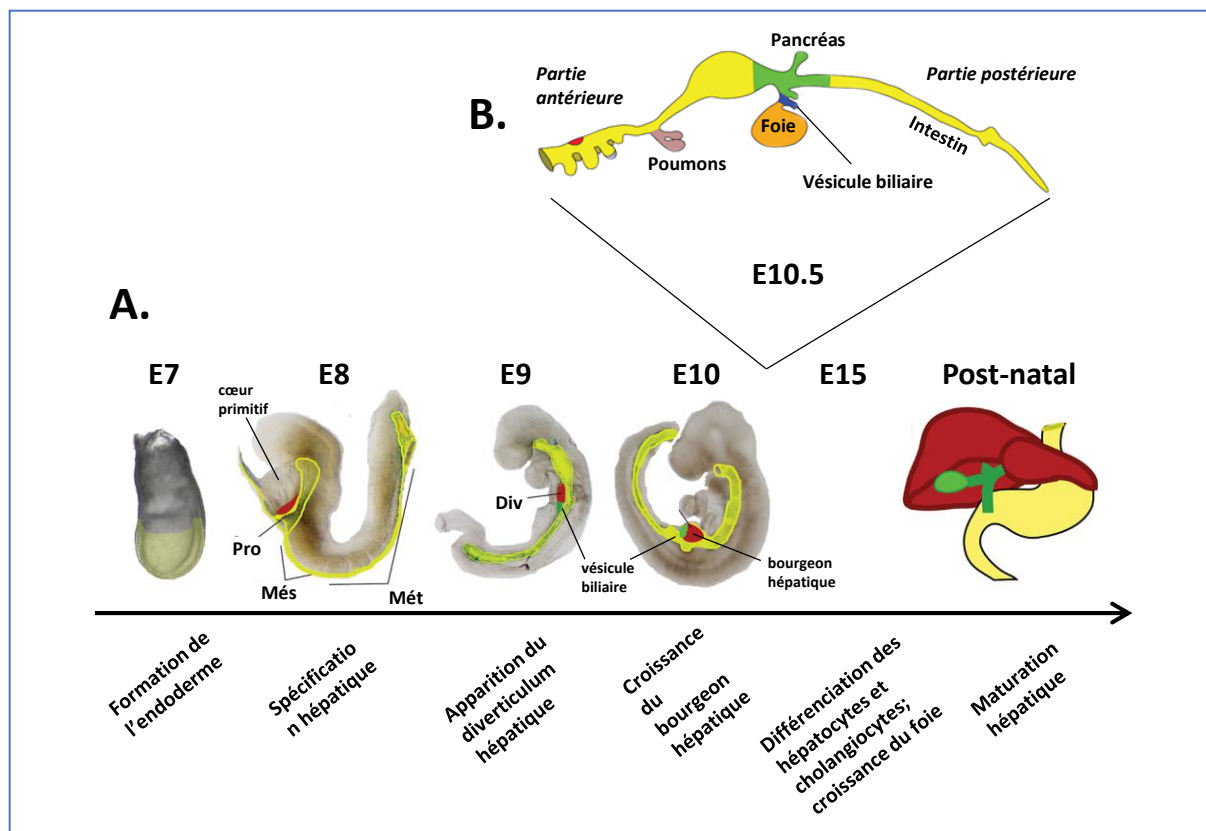 B.
Partie
antérieure
Pancréas
Partie postérieure
Foie
Intestin
Poumons
Vésicule biliaire
E10.5
A.
E7
E8
E9
E10
E15
Post-natal
cœur
primitif
Pro
Més
Mét
Div
vésicule
biliaire
bourgeon
hépatique
Formation de
l'endoderme
Spécificatio
n hépatique
Apparition du
diverticulum
hépatique
Croissance
du
bourgeon
hépatique
Différenciation des
hépatocytes et
cholangiocytes;
croissance du foie
Maturation
hépatique